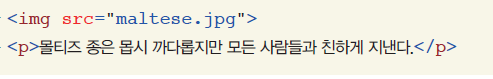 <img src="maltese.jpg">
<p>몰티즈 종은 몹시 까다롭지만 모든 사람들과 친하게 지낸다.</p>